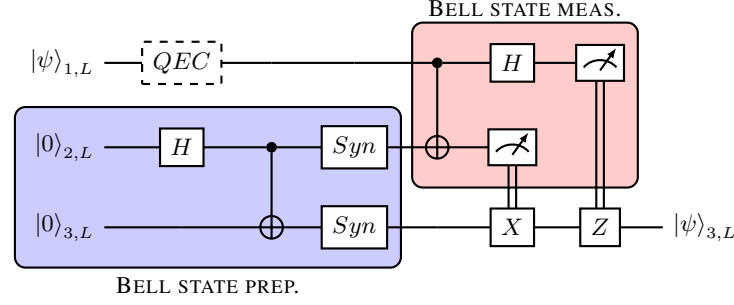 BELL STATE MEAS.
|ψ⟩₁,L QEC H
|0⟩₂,L H Syn
|0⟩₃,L Syn X Z |ψ⟩₃,L
BELL STATE PREP.